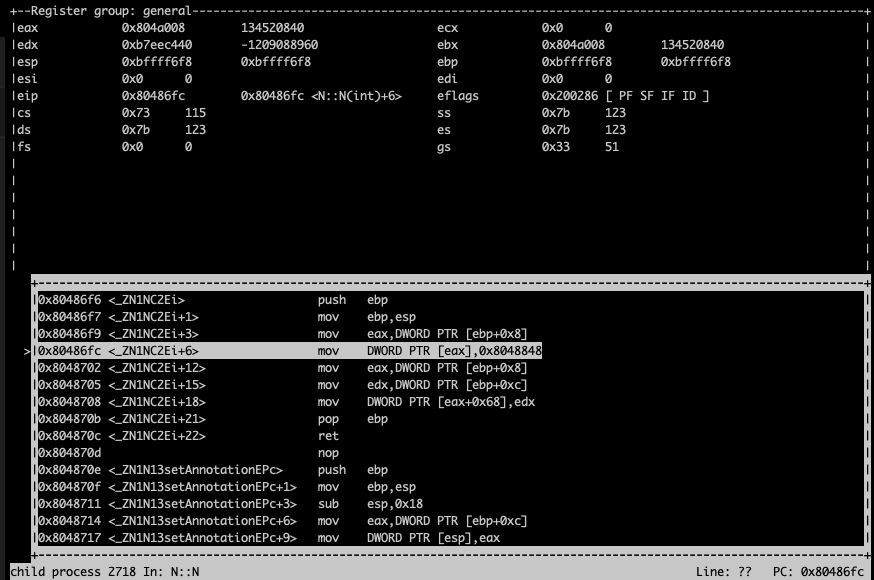 +--Register group: general--+
|eax 0x804a008 134520840 ecx 0x0 0
|edx 0xb7eec440 -1209088960 ebx 0x804a008 134520840
|esp 0xbffff6f8 0xbffff6f8 ebp 0xbffff6f8 0xbffff6f8
|esi 0x0 0 edi 0x0 0
|eip 0x80486fc 0x80486fc <N::N(int)+6> eflags 0x200286 [ PF SF IF ID ]
|cs 0x73 115 ss 0x7b 123
|ds 0x7b 123 es 0x7b 123
|fs 0x0 0 gs 0x33 51
|0x80486f6 <_ZN1NC2Ei> push ebp
|0x80486f7 <_ZN1NC2Ei+1> mov ebp,esp
|0x80486f9 <_ZN1NC2Ei+3> mov eax,DWORD PTR [ebp+0x8]
>|0x80486fc <_ZN1NC2Ei+6> mov DWORD PTR [eax],0x8048848
|0x8048702 <_ZN1NC2Ei+12> mov eax,DWORD PTR [ebp+0x8]
|0x8048705 <_ZN1NC2Ei+15> mov edx,DWORD PTR [ebp+0xc]
|0x8048708 <_ZN1NC2Ei+18> mov DWORD PTR [eax+0x68],edx
|0x804870b <_ZN1NC2Ei+21> pop ebp
|0x804870c <_ZN1NC2Ei+22> ret
|0x804870d nop
|0x804870e <_ZN1N13setAnnotationEPc> push ebp
|0x804870f <_ZN1N13setAnnotationEPc+1> mov ebp,esp
|0x8048711 <_ZN1N13setAnnotationEPc+3> sub esp,0x18
|0x8048714 <_ZN1N13setAnnotationEPc+6> mov eax,DWORD PTR [ebp+0xc]
|0x8048717 <_ZN1N13setAnnotationEPc+9> mov DWORD PTR [esp],eax
child process 2718 In: N::N Line: ?? PC: 0x80486fc